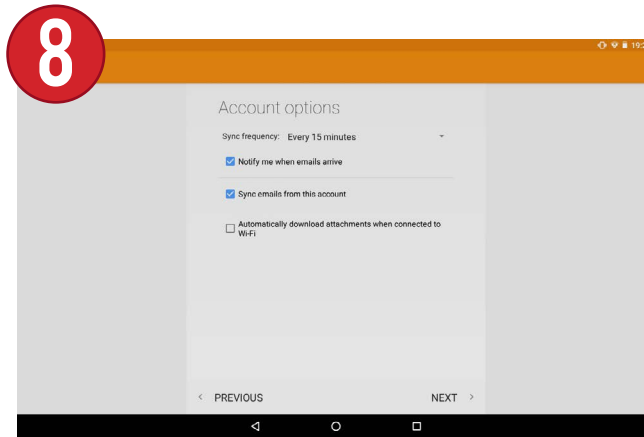 8
Account options
Sync frequency: Every 15 minutes
Notify me when emails arrive
Sync emails from this account
Automatically download attachments when connected to
Wi-Fi
PREVIOUS
NEXT